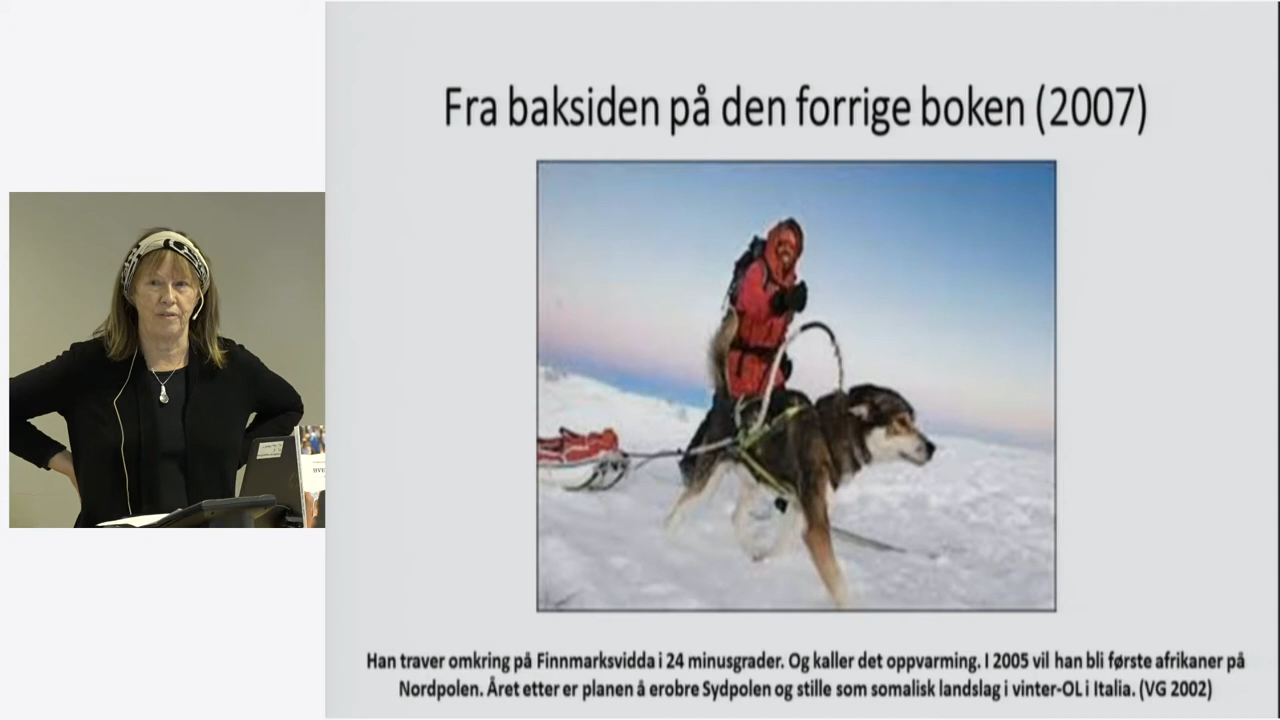 Fra baksiden på den forrige boken (2007)
Han traver omkring på Finnmarksvidda i 24 minusgrader. Og kaller det oppvarming. I 2005 vil han bli første afrikaner på
Nordpolen. Året etter er planen å erobre Sydpolen og stille som somalisk landslag i vinter-OL i Italia. (VG 2002)